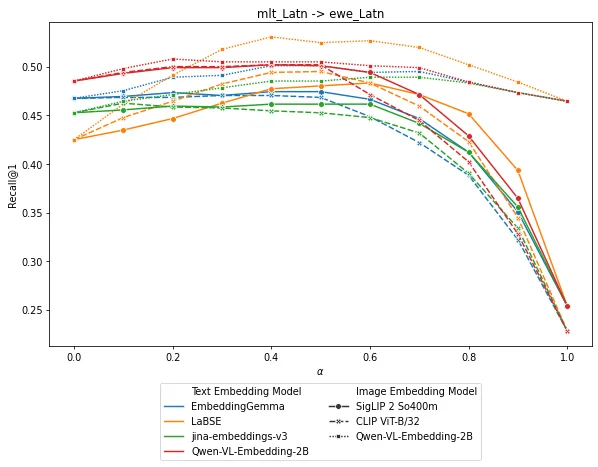 mlt_Latn -> ewe_Latn
Recall@1
0.50
0.45
0.40
0.35
0.30
0.25
0.0 0.2 0.4 0.6 0.8 1.0
α
Text Embedding Model
EmbeddingGemma
LaBSE
jina-embeddings-v3
Qwen-VL-Embedding-2B
Image Embedding Model
SigLIP 2 So400m
CLIP ViT-B/32
Qwen-VL-Embedding-2B